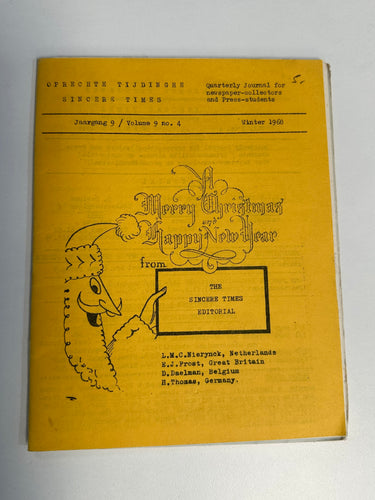 5.-
OPRECHTE TIJDINGHE
SINCERE TIMES
Quarterly Journal for
newspaper-collectors
and Press-students
Jaargang 9 / Volume 9 no. 4
Winter 1968
A
Merry Christmas
and
Happy New Year
from
THE
SINCERE TIMES
EDITORIAL
L.M.C.Nierynck, Netherlands
E.J.Frost, Great Britain
D.Daelman, Belgium
H.Thomas, Germany.